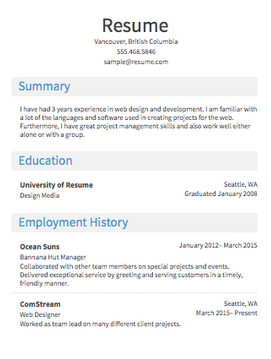 Resume
Vancouver, British Columbia
555.468.5846
sample@resume.com
Summary
I have had 3 years experience in web design and development. I am familiar with
a lot of the languages and software used in creating projects for the web.
Furthermore, I have great project management skills and also work well either
alone or with a group.
Education
University of Resume Seattle, WA
Design Media Graduated January 2008
Employment History
Ocean Suns January 2012– March 2015
Bannana Hut Manager
Collaborated with other team members on special projects and events.
Delivered exceptional service by greeting and serving customers in a timely,
friendly manner.
ComStream Seattle, WA
Web Designer March 2015– Present
Worked as team lead on many different client projects.